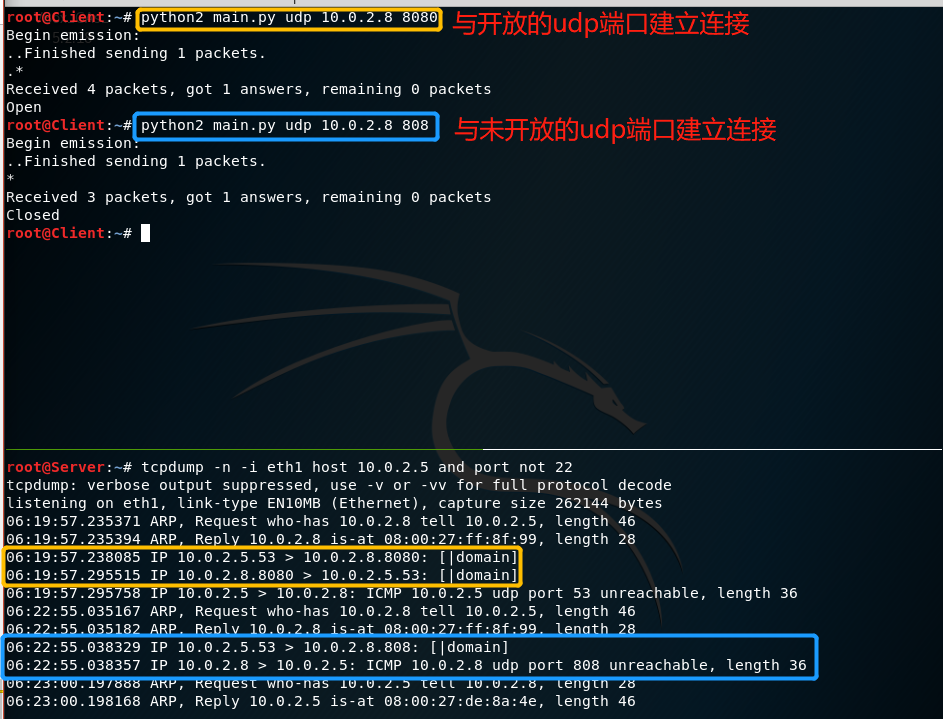 root@Client:~# python2 main.py udp 10.0.2.8 8080 与开放的udp端口建立连接
Begin emission:
..Finished sending 1 packets.
.*
Received 4 packets, got 1 answers, remaining 0 packets
Open
root@Client:~# python2 main.py udp 10.0.2.8 808 与未开放的udp端口建立连接
Begin emission:
..Finished sending 1 packets.
*
Received 3 packets, got 1 answers, remaining 0 packets
Closed
root@Client:~#
root@Server:~# tcpdump -n -i eth1 host 10.0.2.5 and port not 22
tcpdump: verbose output suppressed, use -v or -vv for full protocol decode
listening on eth1, link-type EN10MB (Ethernet), capture size 262144 bytes
06:19:57.235371 ARP, Request who-has 10.0.2.8 tell 10.0.2.5, length 46
06:19:57.235394 ARP, Reply 10.0.2.8 is-at 08:00:27:ff:8f:99, length 28
06:19:57.238085 IP 10.0.2.5.53 > 10.0.2.8.8080: [|domain]
06:19:57.295515 IP 10.0.2.8.8080 > 10.0.2.5.53: [|domain]
06:19:57.295758 IP 10.0.2.5 > 10.0.2.8: ICMP 10.0.2.5 udp port 53 unreachable, length 36
06:22:55.035167 ARP, Request who-has 10.0.2.8 tell 10.0.2.5, length 46
06:22:55.035182 ARP, Reply 10.0.2.8 is-at 08:00:27:ff:8f:99, length 28
06:22:55.038329 IP 10.0.2.5.53 > 10.0.2.8.808: [|domain]
06:22:55.038357 IP 10.0.2.8 > 10.0.2.5: ICMP 10.0.2.8 udp port 808 unreachable, length 36
06:23:00.197888 ARP, Request who-has 10.0.2.5 tell 10.0.2.8, length 28
06:23:00.198168 ARP, Reply 10.0.2.5 is-at 08:00:27:de:8a:4e, length 46